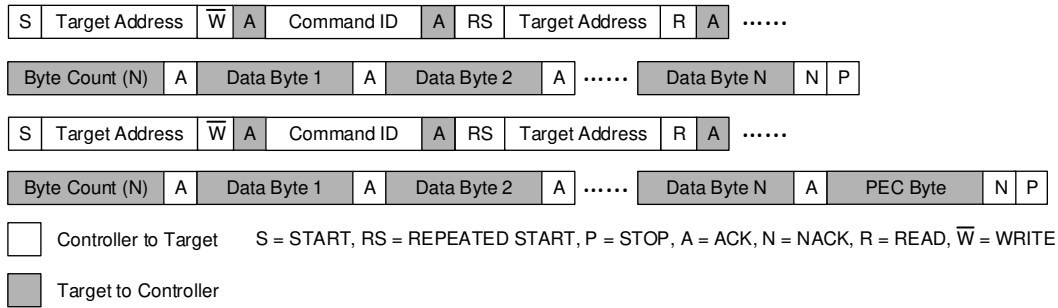 S Target Address W̅ A Command ID A RS Target Address R A ......
Byte Count (N) A Data Byte 1 A Data Byte 2 A ...... Data Byte N N P
S Target Address W̅ A Command ID A RS Target Address R A ......
Byte Count (N) A Data Byte 1 A Data Byte 2 A ...... Data Byte N A PEC Byte N P
Controller to Target S = START, RS = REPEATED START, P = STOP, A = ACK, N = NACK, R = READ, W̅ = WRITE
Target to Controller